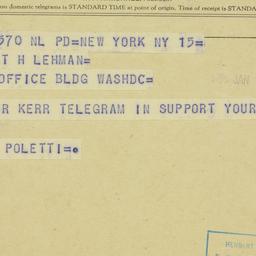 on domestic telegrams is STANDARD TIME at point of origin. Time of receipt is STANDA
570 NL PD=NEW YORK NY 15=
T H LEHMAN=
OFFICE BLDG WASHDC=
JAN
R KERR TELEGRAM IN SUPPORT YOUR
POLETTI=
HERBERT